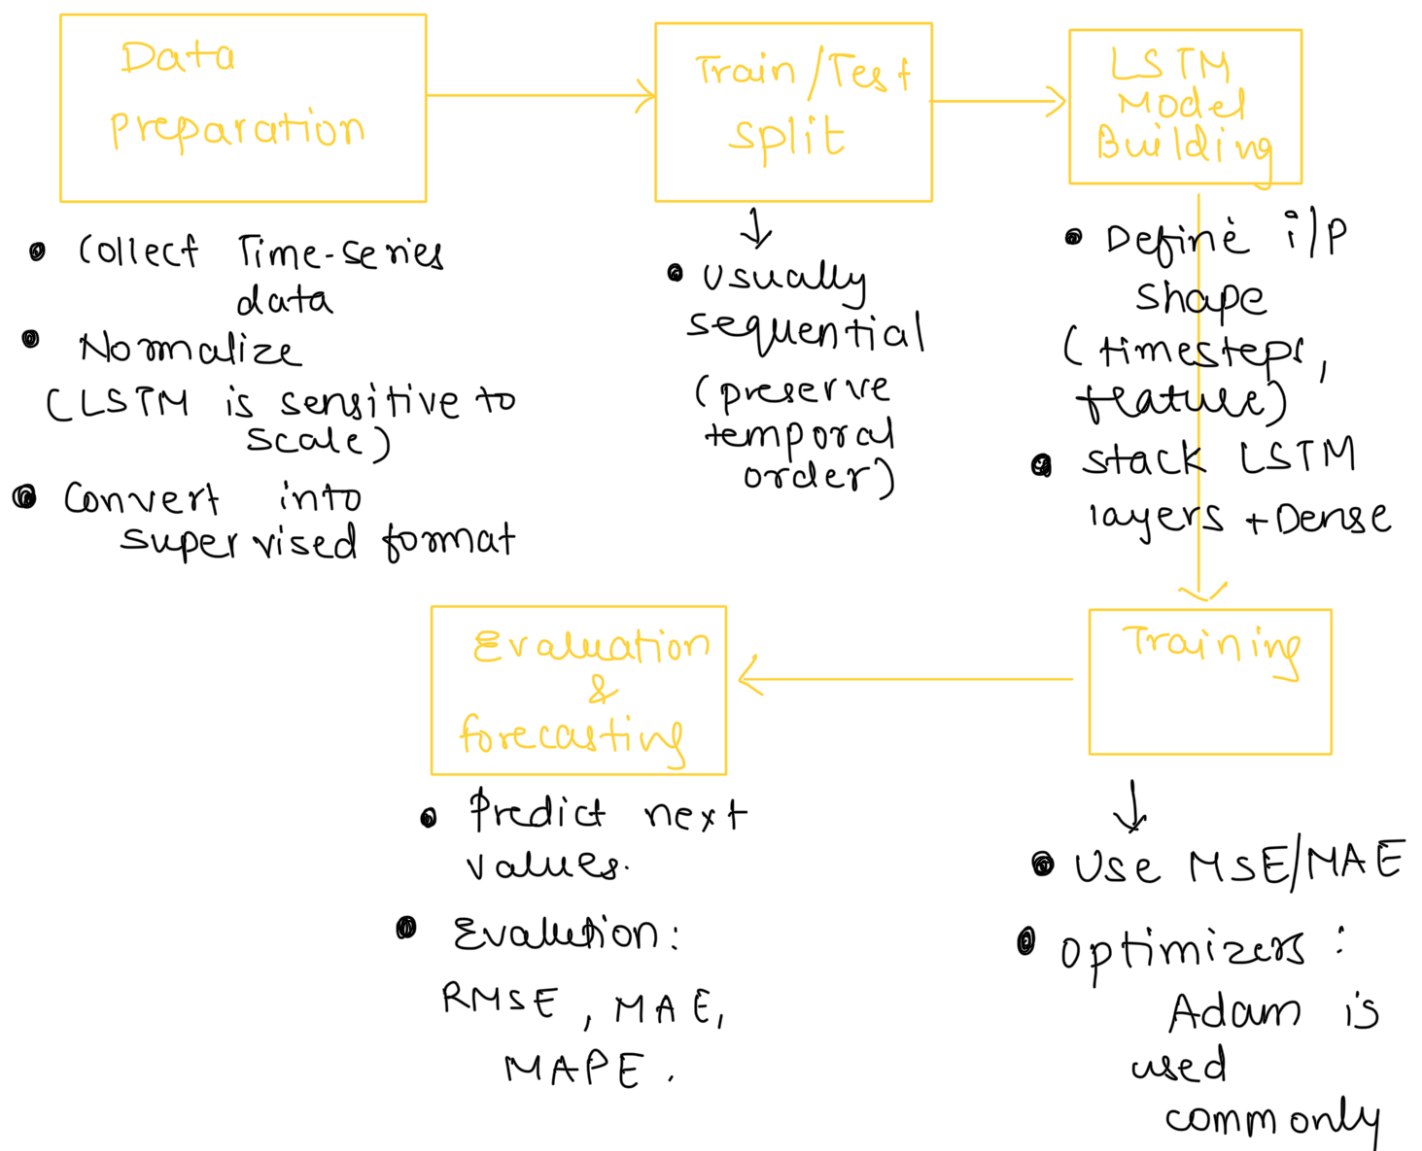 Data
Preparation
Train/Test
split
LSTM
Model
Building
• Collect Time-series
data
• Normalize
(LSTM is sensitive to
scale)
• Convert into
supervised format
• Usually
sequential
(preserve
temporal
order)
• Define i/p
shape
(timesteps,
feature)
• stack LSTM
layers + Dense
Evaluation
&
forecasting
Training
• Predict next
values.
• Evalution:
RMSE, MAE,
MAPE.
• Use MSE/MAE
• optimizers:
Adam is
used
commonly